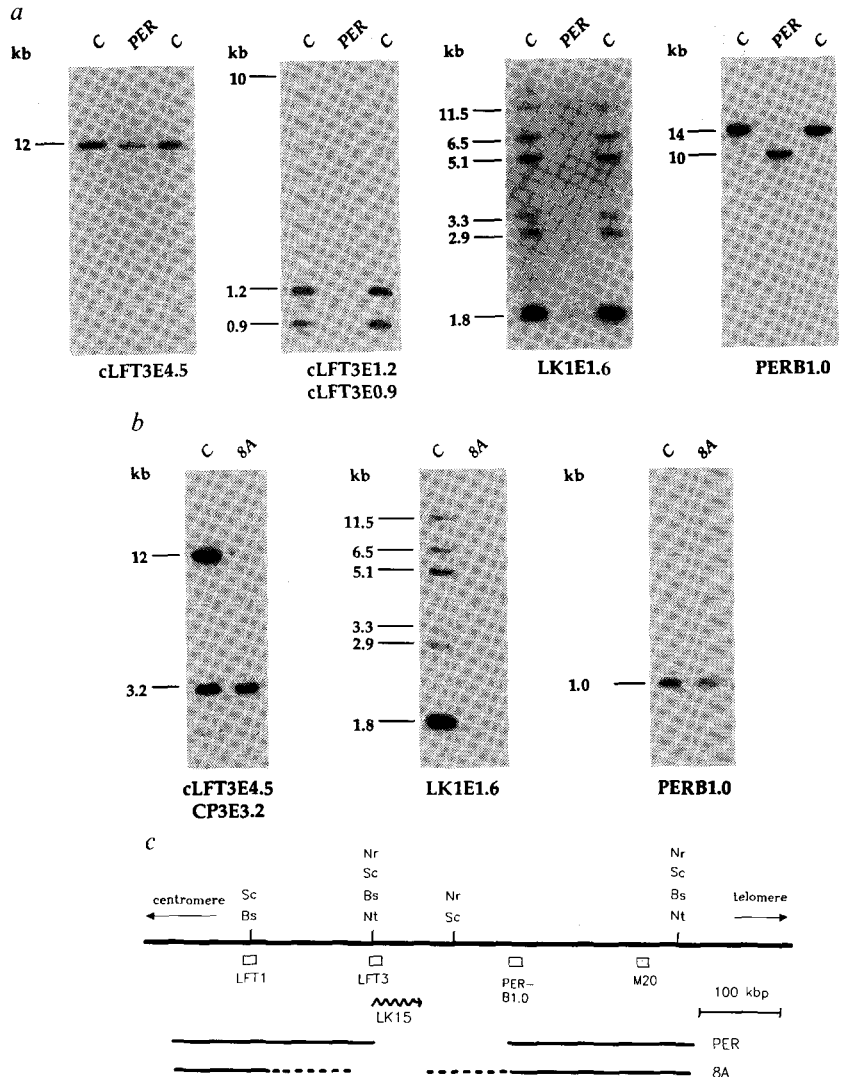 a
kb C PER C
12
cLFT3E4.5
kb C PER C
10
1.2
0.9
cLFT3E1.2
cLFT3E0.9
C PER C
11.5
6.5
5.1
3.3
2.9
1.8
LK1E1.6
kb C PER C
14
10
PERB1.0
b
kb C 8A
12
3.2
cLFT3E4.5
CP3E3.2
kb C 8A
11.5
6.5
5.1
3.3
2.9
1.8
LK1E1.6
kb C 8A
1.0
PERB1.0
c
Nr Nr
Sc Sc
centromere Sc Bs Nr Bs telomere
Bs Nt Sc Nt
LFT1 LFT3 PER- M20
B1.0
LK15 100 kbp
PER
8A